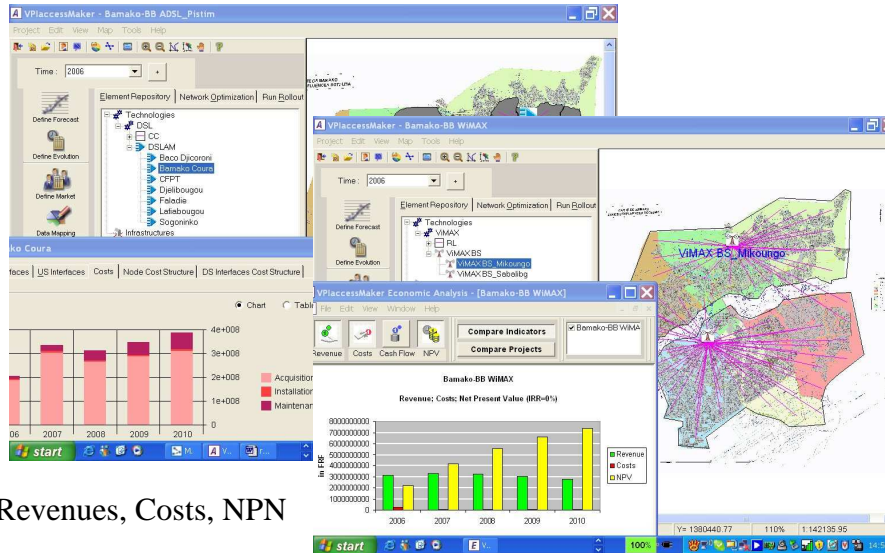 VPIaccessMaker - Bamako-BB ADSL_Pistim
Project Edit View Map Tools Help
Time : 2006 +
Element Repository Network Optimization Run Rollout
Define Forecast
Define Evolution
Define Market
Data Mapping
Technologies
DSL
CC
DSLAM
Baco Djicoroni
Bamako Coura
CFPT
Djelibougou
Faladie
Lafiabougou
Sogoninko
Infrastructures
ko Coura
faces US Interfaces Costs Node Cost Structure DS Interfaces Cost Structure
Chart Table
4e+008
3e+008
2e+008
1e+008
0
Acquisition
Installation
Maintenan
06 2007 2008 2009 2010
start
VPIaccessMaker - Bamako-BB WiMAX
Project Edit View Map Tools Help
Time : 2006 +
Element Repository Network Optimization Run Rollout
Define Forecast
Define Evolution
Technologies
WiMAX
RL
WiMAX BS
WiMAX BS_Mikoungo
WiMAX BS_Sabalibg
WiMAX BS_Mikoungo
VPIaccessMaker Economic Analysis - [Bamako-BB WiMAX]
File Edit View Window Help
Revenue Costs Cash Flow NPV
Compare Indicators
Compare Projects
Bamako-BB WiMA
Bamako-BB WiMAX
Revenue; Costs; Net Present Value (IRR=0%)
in FRF
8000000000
7000000000
6000000000
5000000000
4000000000
3000000000
2000000000
1000000000
0
2006 2007 2008 2009 2010
Revenue
Costs
NPV
start
100%
Y= 1380440.77 110% 1:142135.95
Revenues, Costs, NPN